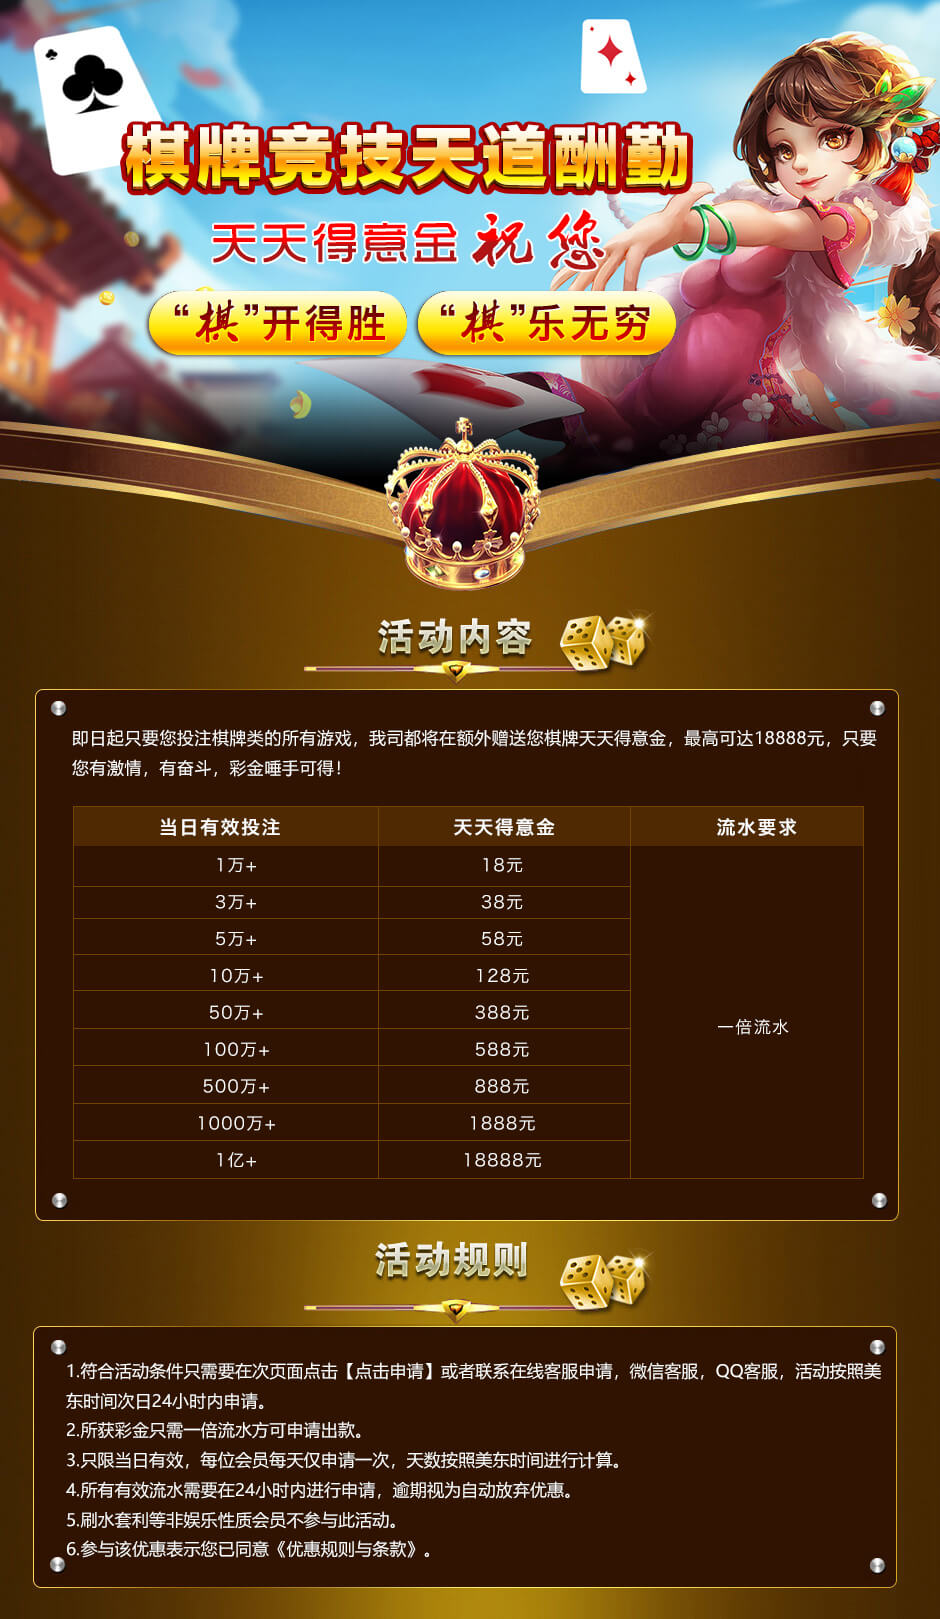 棋牌竞技天道酬勤
天天得意金祝您
“棋”开得胜 “棋”乐无穷
活动内容
即日起只要您投注棋牌类的所有游戏，我司都将在额外赠送您棋牌天天得意金，最高可达18888元，只要
您有激情，有奋斗，彩金唾手可得！
当日有效投注 天天得意金 流水要求
1万+ 18元
3万+ 38元
5万+ 58元
10万+ 128元
50万+ 388元
一倍流水
100万+ 588元
500万+ 888元
1000万+ 1888元
1亿+ 18888元
活动规则
1.符合活动条件只需要在次页面点击【点击申请】或者联系在线客服申请，微信客服，QQ客服，活动按照美
东时间次日24小时内申请。
2.所获彩金只需一倍流水方可申请出款。
3.只限当日有效，每位会员每天仅申请一次，天数按照美东时间进行计算。
4.所有有效流水需要在24小时内进行申请，逾期视为自动放弃优惠。
5.刷水套利等非娱乐性质会员不参与此活动。
6.参与该优惠表示您已同意《优惠规则与条款》。